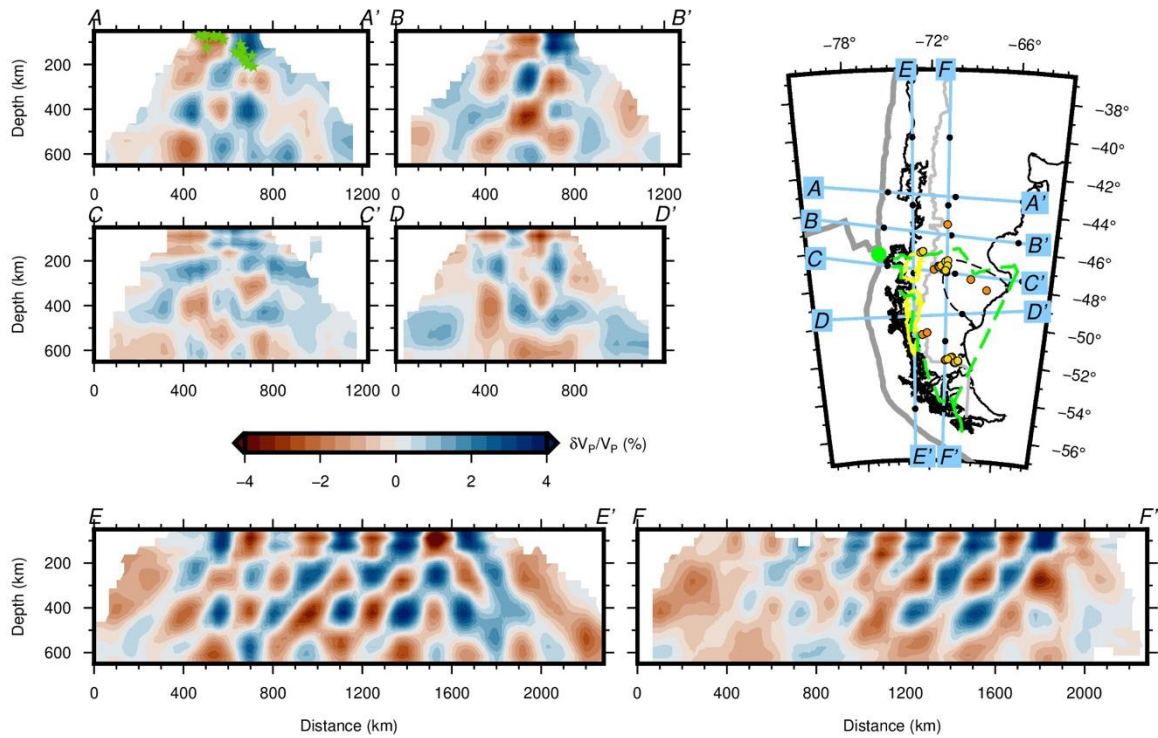 A A' B B'
Depth (km)
200
400
600
0 400 800 1200
0 400 800 1200
C C' D D'
Depth (km)
200
400
600
0 400 800
0 400 800
δVP/VP (%)
−4 −2 0 2 4
−78° −72° −66°
E F
−38°
−40°
−42°
−44°
−46°
−48°
−50°
−52°
−54°
−56°
A A'
B B'
C C'
D D'
E' F'
E E' F F'
Depth (km)
200
400
600
0 400 800 1200 1600 2000
0 400 800 1200 1600 2000
Distance (km)
Distance (km)